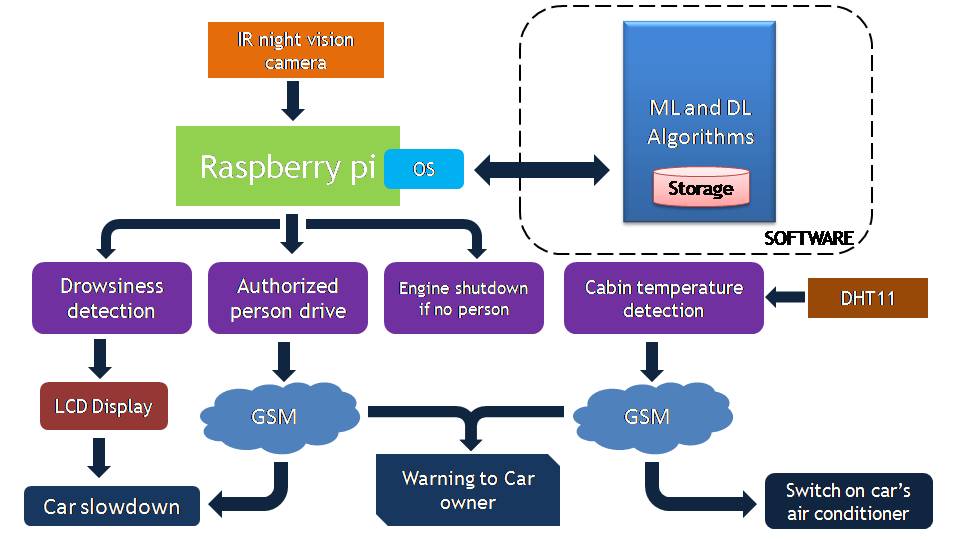 IR night vision
camera
ML and DL
Algorithms
Storage
SOFTWARE
Raspberry pi
OS
Drowsiness
detection
Authorized
person drive
Engine shutdown
if no person
Cabin temperature
detection
DHT11
LCD Display
GSM
GSM
Car slowdown
Warning to Car
owner
Switch on car's
air conditioner